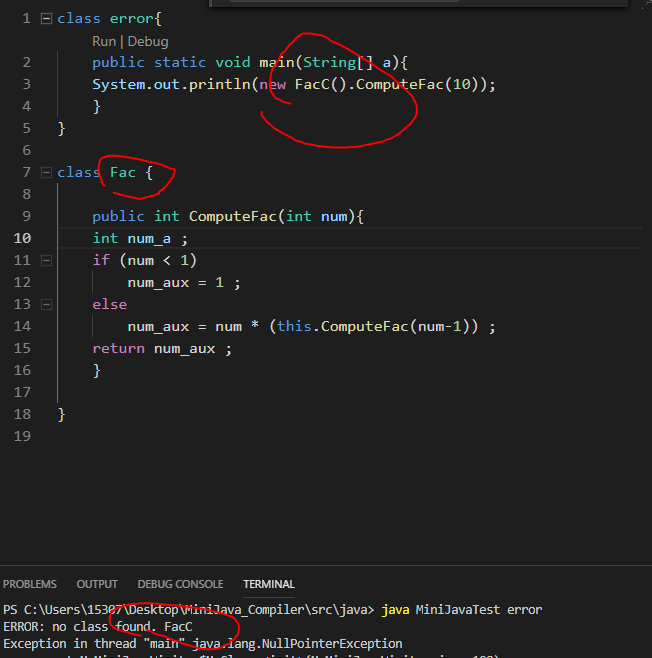 1 class error{
Run | Debug
2 public static void main(String[] a){
3 System.out.println(new FacC().ComputeFac(10));
4 }
5 }
6
7 class Fac {
8
9 public int ComputeFac(int num){
10 int num_a ;
11 if (num < 1)
12 num_aux = 1 ;
13 else
14 num_aux = num * (this.ComputeFac(num-1)) ;
15 return num_aux ;
16 }
17
18 }
19
PROBLEMS OUTPUT DEBUG CONSOLE TERMINAL
PS C:\Users\15307\Desktop\MiniJava_Compiler\src\java> java MiniJavaTest error
ERROR: no class found. FacC
Exception in thread "main" java.lang.NullPointerException